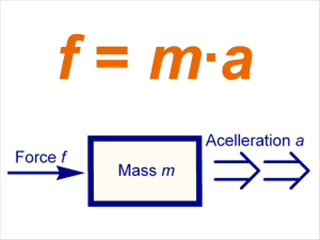 f = m·a
Acelleration a
Force f
Mass m